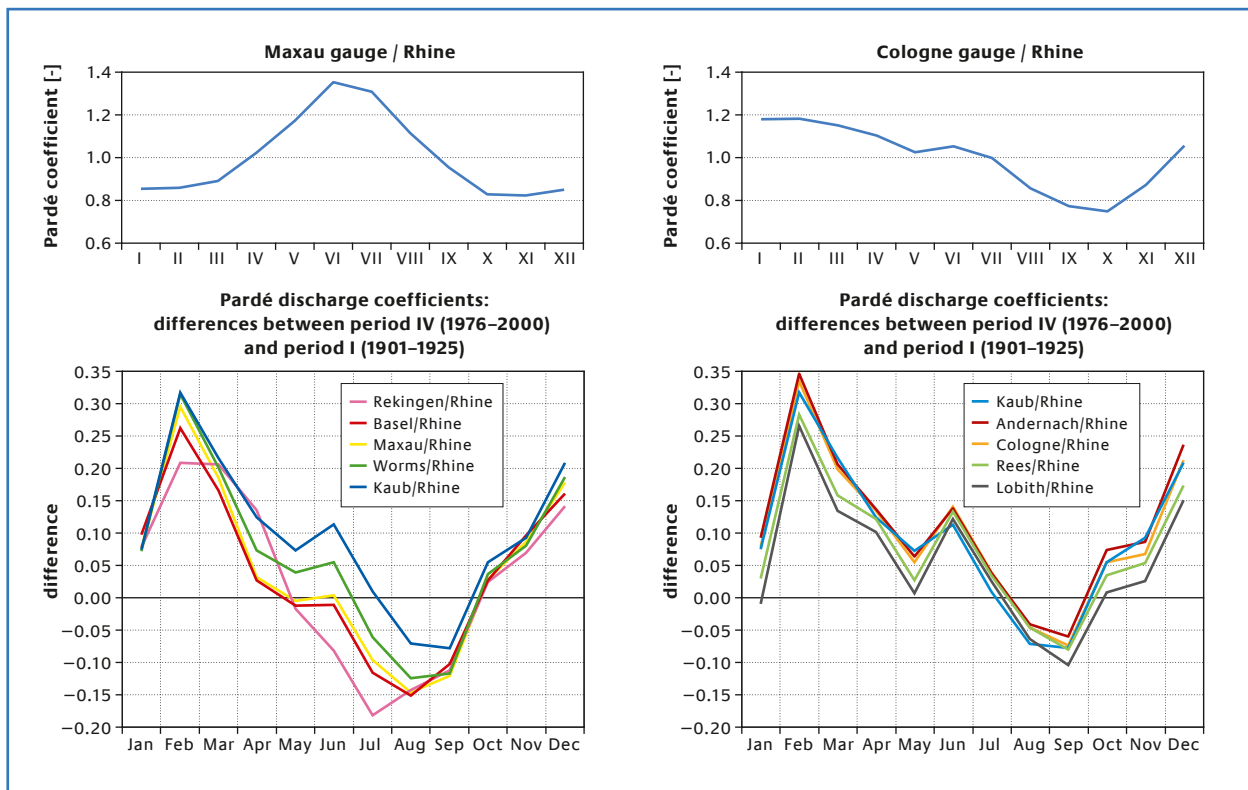 Maxau gauge / Rhine
Pardé coefficient [-]
1.4
1.2
1.0
0.8
0.6
I II III IV V VI VII VIII IX X XI XII
Cologne gauge / Rhine
Pardé coefficient [-]
1.4
1.2
1.0
0.8
0.6
I II III IV V VI VII VIII IX X XI XII
Pardé discharge coefficients:
differences between period IV (1976–2000)
and period I (1901–1925)
difference
0.35
0.30
0.25
0.20
0.15
0.10
0.05
0.00
−0.05
−0.10
−0.15
−0.20
Rekingen/Rhine
Basel/Rhine
Maxau/Rhine
Worms/Rhine
Kaub/Rhine
Jan Feb Mar Apr May Jun Jul Aug Sep Oct Nov Dec
Pardé discharge coefficients:
differences between period IV (1976–2000)
and period I (1901–1925)
difference
0.35
0.30
0.25
0.20
0.15
0.10
0.05
0.00
−0.05
−0.10
−0.15
−0.20
Kaub/Rhine
Andernach/Rhine
Cologne/Rhine
Rees/Rhine
Lobith/Rhine
Jan Feb Mar Apr May Jun Jul Aug Sep Oct Nov Dec